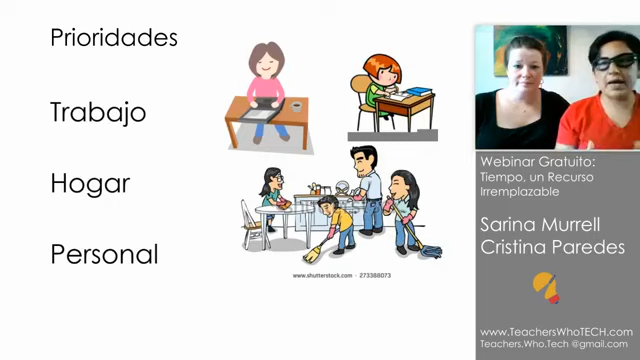 Prioridades
Trabajo
Hogar
Personal
www.shutterstock.com · 273388073
Webinar Gratuito:
Tiempo, un Recurso
Irremplazable
Sarina Murrell
Cristina Paredes
www.TeachersWhoTECH.com
Teachers.Who.Tech @gmail.com